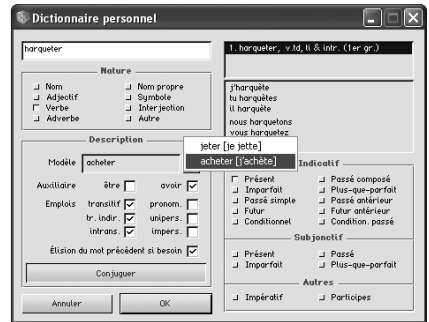 Dictionnaire personnel
harqueter
Nature
Nom
Nom propre
Adjectif
Symbole
Verbe
Interjection
Adverbe
Autre
Description
Modèle acheter
jeter [je jette]
acheter [j'achète]
Auxiliaire être avoir
Emplois transitif pronom.
tr. indir. unipers.
intrans. impers.
Élision du mot précédent si besoin
Conjuguer
Annuler
OK
1. harqueter, v.td, ti & intr. (1er gr.)
j'harquète
tu harquètes
il harquète
nous harquetons
vous harquetez
Indicatif
Présent
Passé composé
Imparfait
Plus-que-parfait
Passé simple
Passé antérieur
Futur
Futur antérieur
Conditionnel
Condition. passé
Subjonctif
Présent
Passé
Imparfait
Plus-que-parfait
Autres
Impératif
Participes